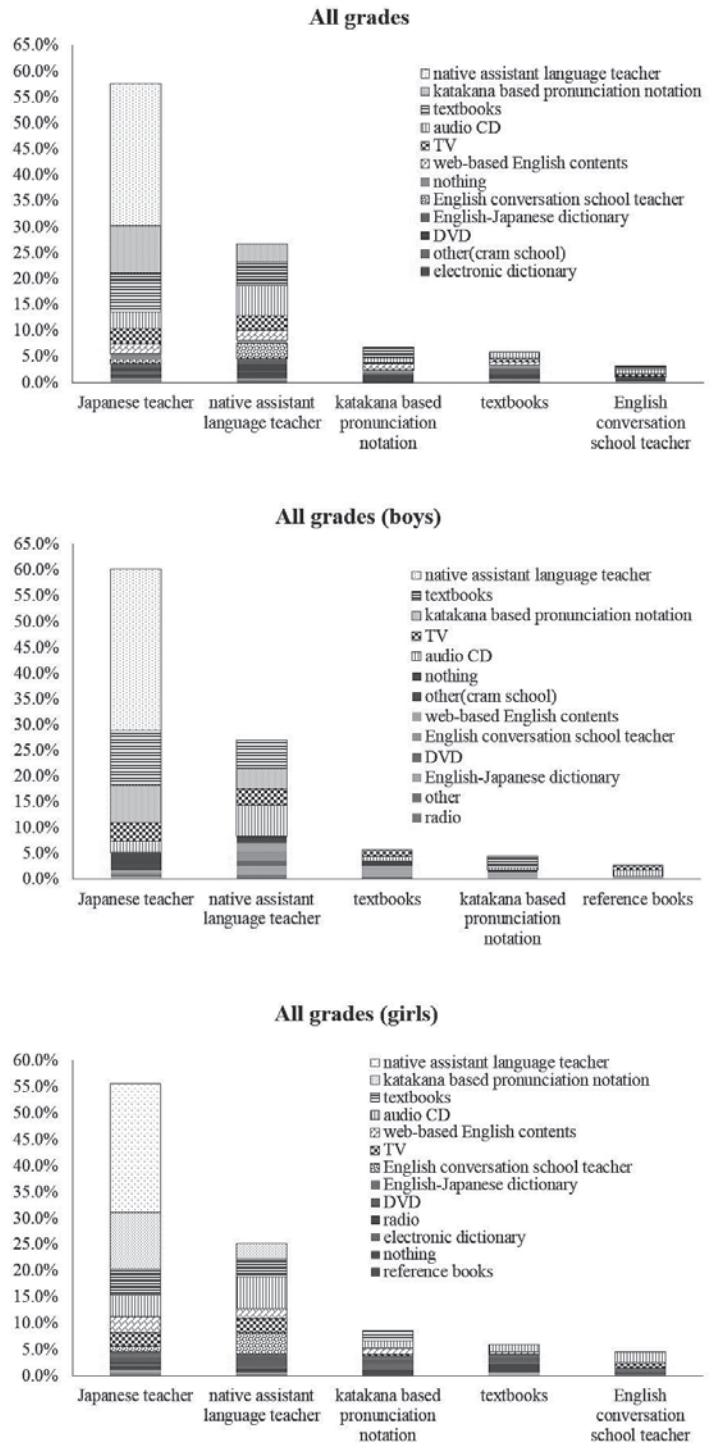 All grades
65.0%
60.0%
55.0%
50.0%
45.0%
40.0%
35.0%
30.0%
25.0%
20.0%
15.0%
10.0%
5.0%
0.0%
native assistant language teacher
katakana based pronunciation notation
textbooks
audio CD
TV
web-based English contents
nothing
English conversation school teacher
English-Japanese dictionary
DVD
other(cram school)
electronic dictionary
Japanese teacher
native assistant
language teacher
katakana based
pronunciation
notation
textbooks
English
conversation
school teacher
All grades (boys)
65.0%
60.0%
55.0%
50.0%
45.0%
40.0%
35.0%
30.0%
25.0%
20.0%
15.0%
10.0%
5.0%
0.0%
native assistant language teacher
textbooks
katakana based pronunciation notation
TV
audio CD
nothing
other(cram school)
web-based English contents
English conversation school teacher
DVD
English-Japanese dictionary
other
radio
Japanese teacher
native assistant
language teacher
textbooks
katakana based
pronunciation
notation
reference books
All grades (girls)
60.0%
55.0%
50.0%
45.0%
40.0%
35.0%
30.0%
25.0%
20.0%
15.0%
10.0%
5.0%
0.0%
native assistant language teacher
katakana based pronunciation notation
textbooks
audio CD
web-based English contents
TV
English conversation school teacher
English-Japanese dictionary
DVD
radio
electronic dictionary
nothing
reference books
Japanese teacher
native assistant
language teacher
katakana based
pronunciation
notation
textbooks
English
conversation
school teacher